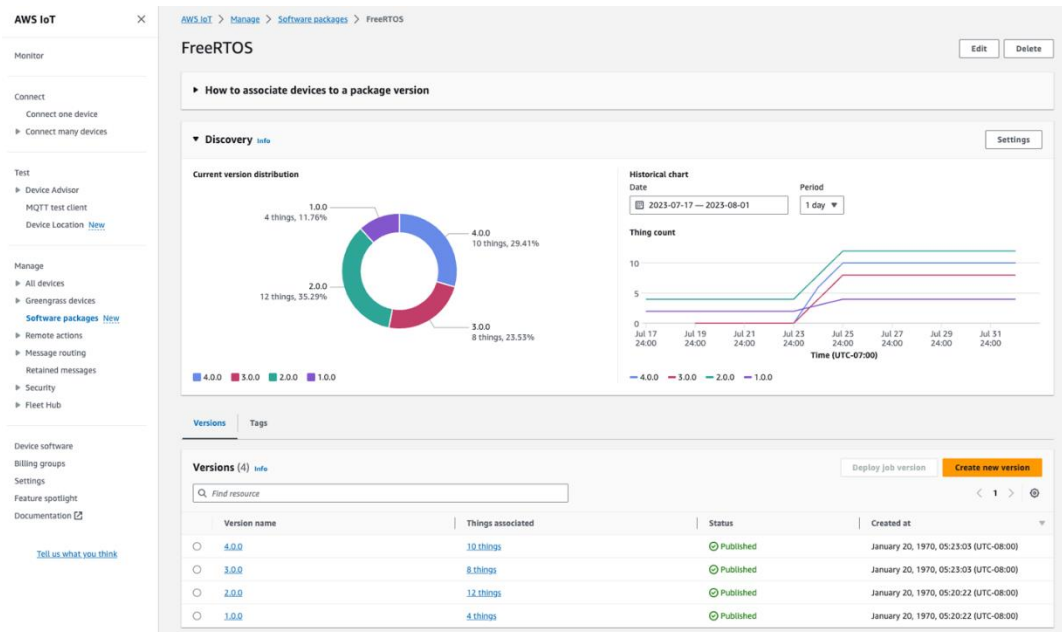 AWS IoT
Monitor
Connect
Connect one device
Connect many devices
Test
Device Advisor
MQTT test client
Device Location New
Manage
All devices
Greengrass devices
Software packages New
Remote actions
Message routing
Retained messages
Security
Fleet Hub
Device software
Billing groups
Settings
Feature spotlight
Documentation
Tell us what you think
AWS IoT > Manage > Software packages > FreeRTOS
FreeRTOS
Edit Delete
How to associate devices to a package version
Discovery Info
Settings
Current version distribution
1.0.0
4 things, 11.76%
4.0.0
10 things, 29.41%
2.0.0
12 things, 35.29%
3.0.0
8 things, 23.53%
4.0.0 3.0.0 2.0.0 1.0.0
Historical chart
Date Period
2023-07-17 — 2023-08-01 1 day
Thing count
10
5
0
Jul 17 Jul 19 Jul 21 Jul 23 Jul 25 Jul 27 Jul 29 Jul 31
24:00 24:00 24:00 24:00 24:00 24:00 24:00 24:00
Time (UTC-07:00)
4.0.0 3.0.0 2.0.0 1.0.0
Versions Tags
Versions (4) Info
Deploy job version Create new version
Find resource
1
Version name Things associated Status Created at
4.0.0 10 things Published January 20, 1970, 05:23:03 (UTC-08:00)
3.0.0 8 things Published January 20, 1970, 05:23:03 (UTC-08:00)
2.0.0 12 things Published January 20, 1970, 05:20:22 (UTC-08:00)
1.0.0 4 things Published January 20, 1970, 05:20:22 (UTC-08:00)